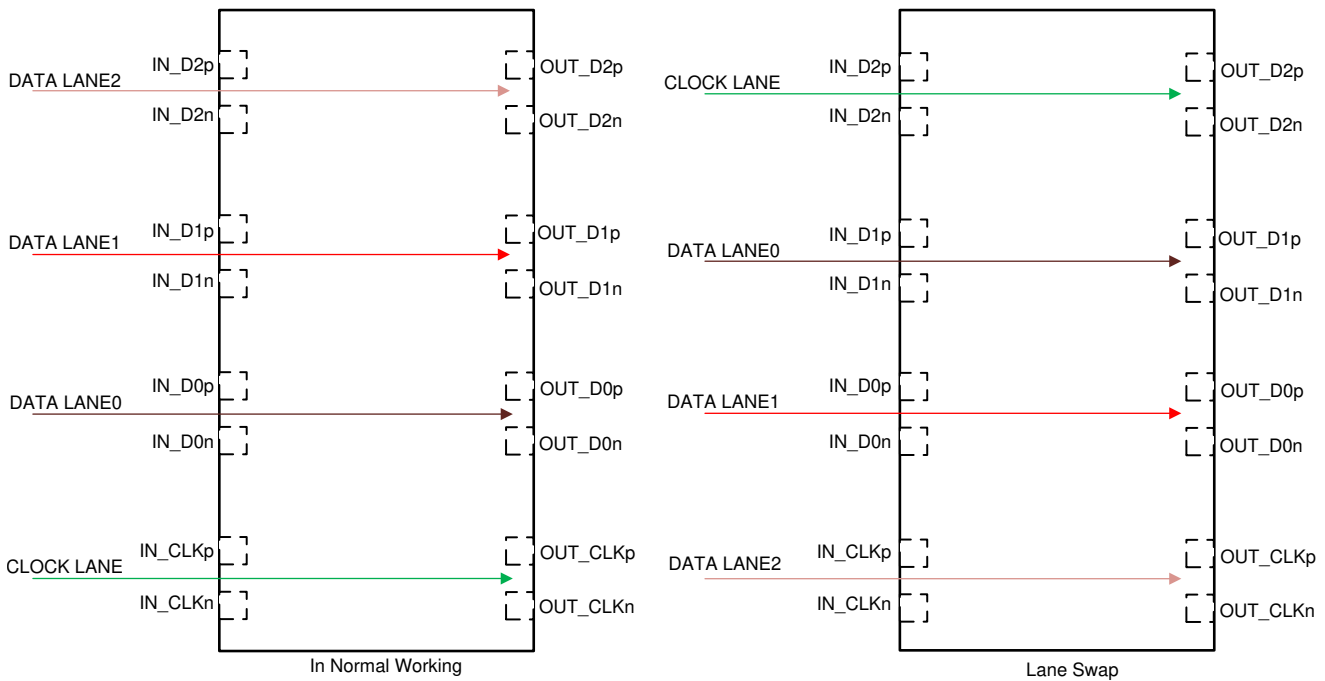 IN_D2p
OUT_D2p
DATA LANE2
IN_D2n
OUT_D2n
IN_D1p
OUT_D1p
DATA LANE1
IN_D1n
OUT_D1n
IN_D0p
OUT_D0p
DATA LANE0
IN_D0n
OUT_D0n
IN_CLKp
OUT_CLKp
CLOCK LANE
IN_CLKn
OUT_CLKn
In Normal Working
IN_D2p
OUT_D2p
CLOCK LANE
IN_D2n
OUT_D2n
IN_D1p
OUT_D1p
DATA LANE0
IN_D1n
OUT_D1n
IN_D0p
OUT_D0p
DATA LANE1
IN_D0n
OUT_D0n
IN_CLKp
OUT_CLKp
DATA LANE2
IN_CLKn
OUT_CLKn
Lane Swap